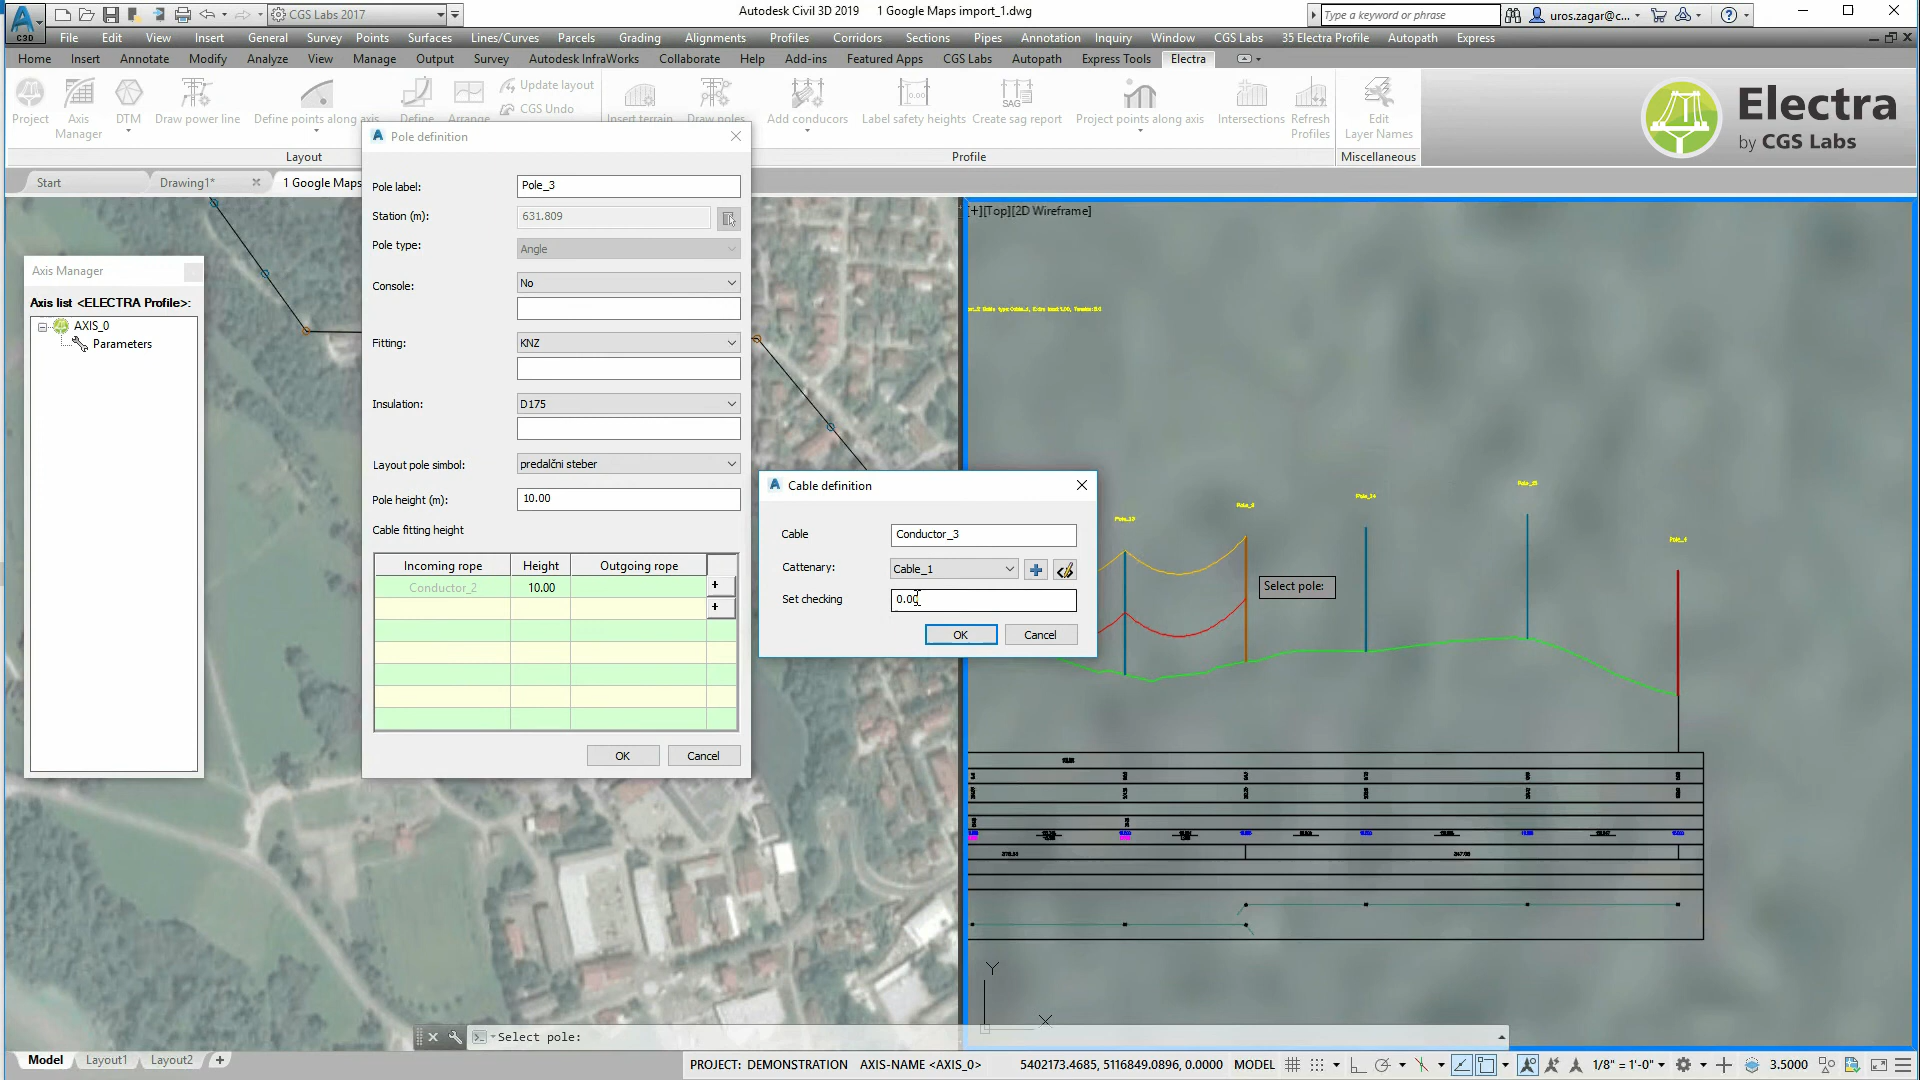 CGS Labs 2017
Autodesk Civil 3D 2019   1 Google Maps import_1.dwg
Type a keyword or phrase
uros.zagar@c...
C3D
File Edit View Insert General Survey Points Surfaces Lines/Curves Parcels Grading Alignments Profiles Corridors Sections Pipes Annotation Inquiry Window CGS Labs 35 Electra Profile Autopath Express
Home Insert Annotate Modify Analyze View Manage Output Survey Autodesk InfraWorks Collaborate Help Add-ins Featured Apps CGS Labs Autopath Express Tools Electra
Update layout
CGS Undo
Project Axis Manager DTM Draw power line Define points along axis Define Arrange Insert terrain Draw poles Add conducors Label safety heights Create sag report Project points along axis Intersections Refresh Profiles Edit Layer Names
Layout Profile Miscellaneous
Electra
by CGS Labs
Start Drawing1* 1 Google Maps
[+][Top][2D Wireframe]
Axis Manager
Axis list <ELECTRA Profile>:
AXIS_0
Parameters
Pole definition
Pole label: Pole_3
Station (m): 631.809
Pole type: Angle
Console: No
Fitting: KNZ
Insulation: D175
Layout pole simbol: predalčni steber
Pole height (m): 10.00
Cable fitting height
Incoming rope Height Outgoing rope
Conductor_2 10.00 +
+
OK Cancel
Cable definition
Cable Conductor_3
Cattenary: Cable_1
Set checking 0.00
OK Cancel
Select pole:
Pole_14
Pole_15
Pole_4
Y
X
Select pole:
Model Layout1 Layout2 +
PROJECT: DEMONSTRATION AXIS-NAME <AXIS_0> 5402173.4685, 5116849.0896, 0.0000 MODEL 1/8" = 1'-0" 3.5000